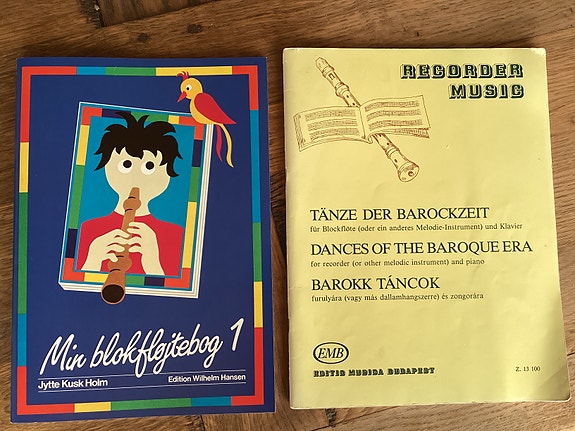 Min blokfløjtebog 1
Jytte Kusk Holm
Edition Wilhelm Hansen
RECORDER
MUSIC
TÄNZE DER BAROCKZEIT
für Blockflöte (oder ein anderes Melodie-Instrument) und Klavier
DANCES OF THE BAROQUE ERA
for recorder (or other melodic instrument) and piano
BAROKK TÁNCOK
furulyára (vagy más dallamhangszerre) és zongorára
EMB
EDITIO MUSICA BUDAPEST
Z. 13 100